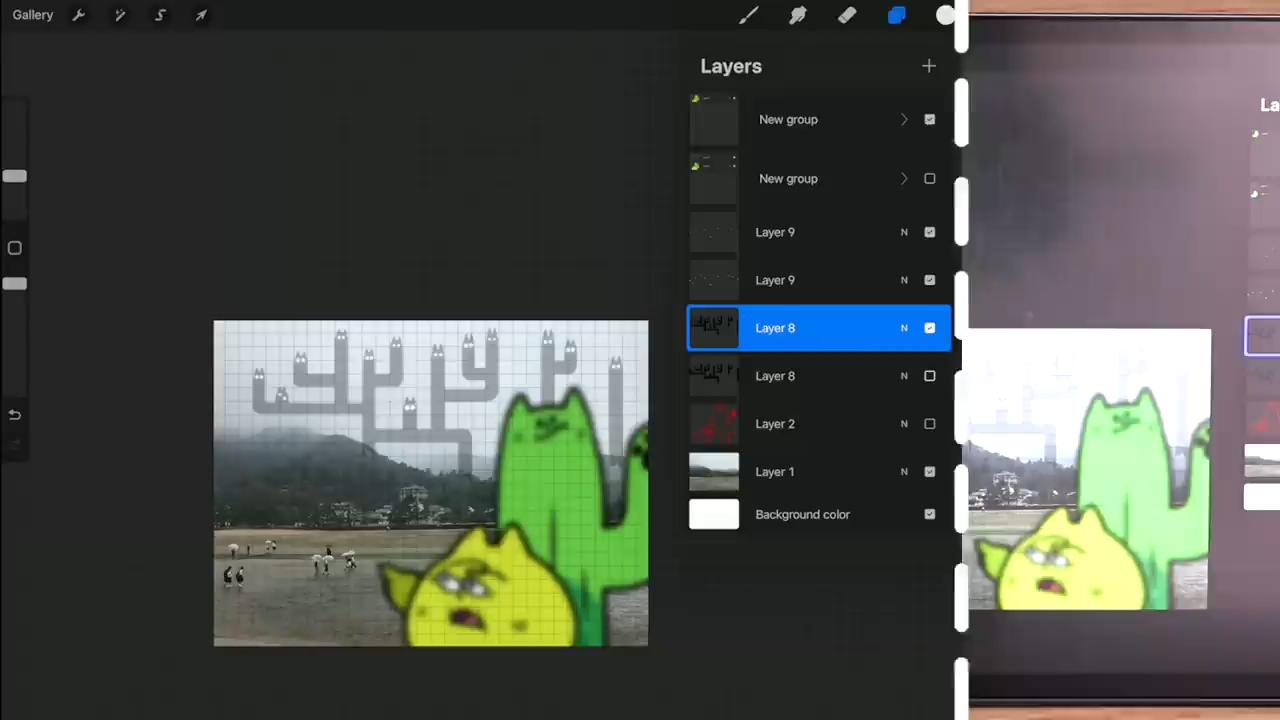 Gallery
Layers
La
New group
New group
Layer 9 N
Layer 9 N
Layer 8 N
Layer 8 N
Layer 2 N
Layer 1 N
Background color